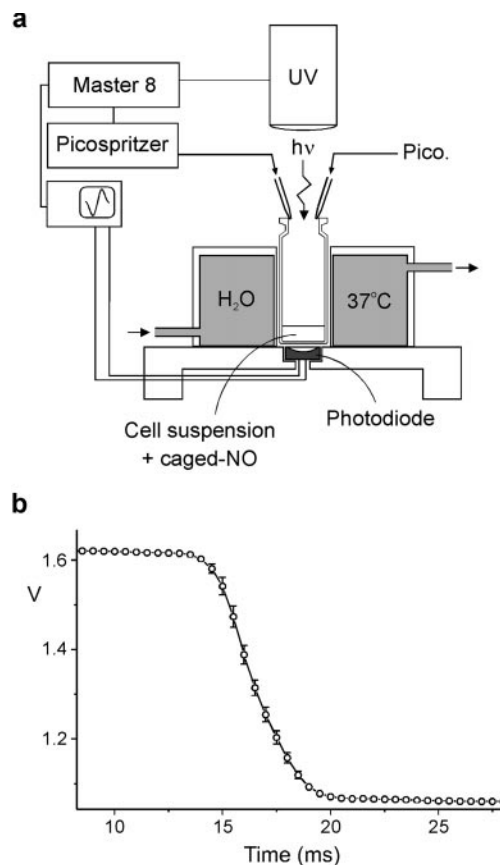 a
Master 8
UV
Picospritzer
hν
Pico.
H₂O
37°C
Cell suspension
+ caged-NO
Photodiode
b
V
1.6
1.4
1.2
10
15
20
25
Time (ms)